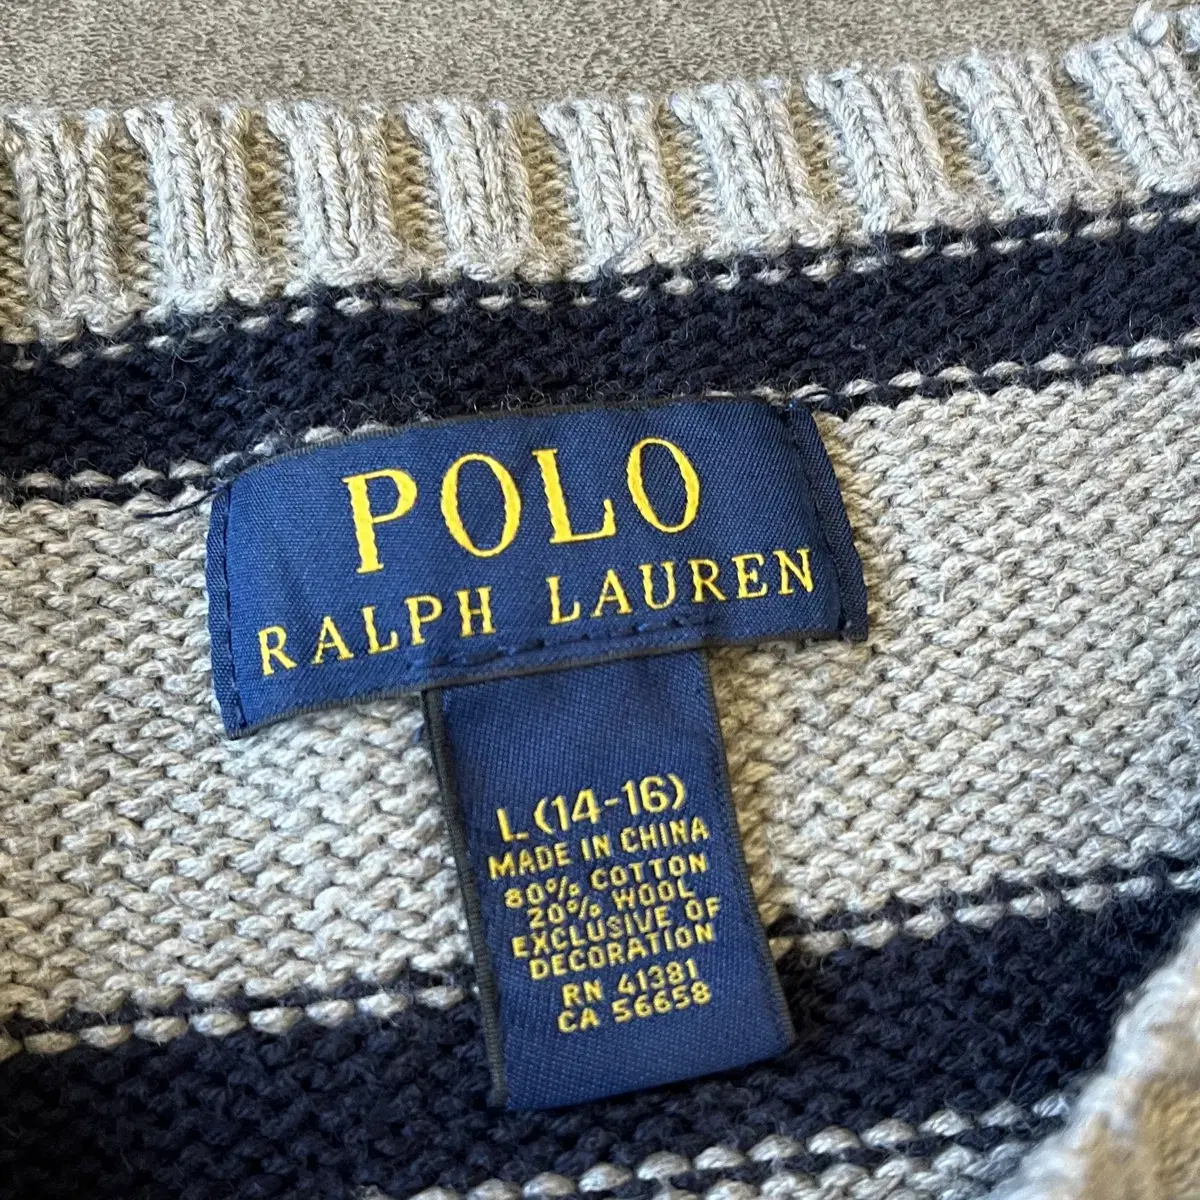 POLO
RALPH LAUREN
L (14-16)
MADE IN CHINA
80% COTTON
20% WOOL
EXCLUSIVE OF
DECORATION
RN 41381
CA 56658